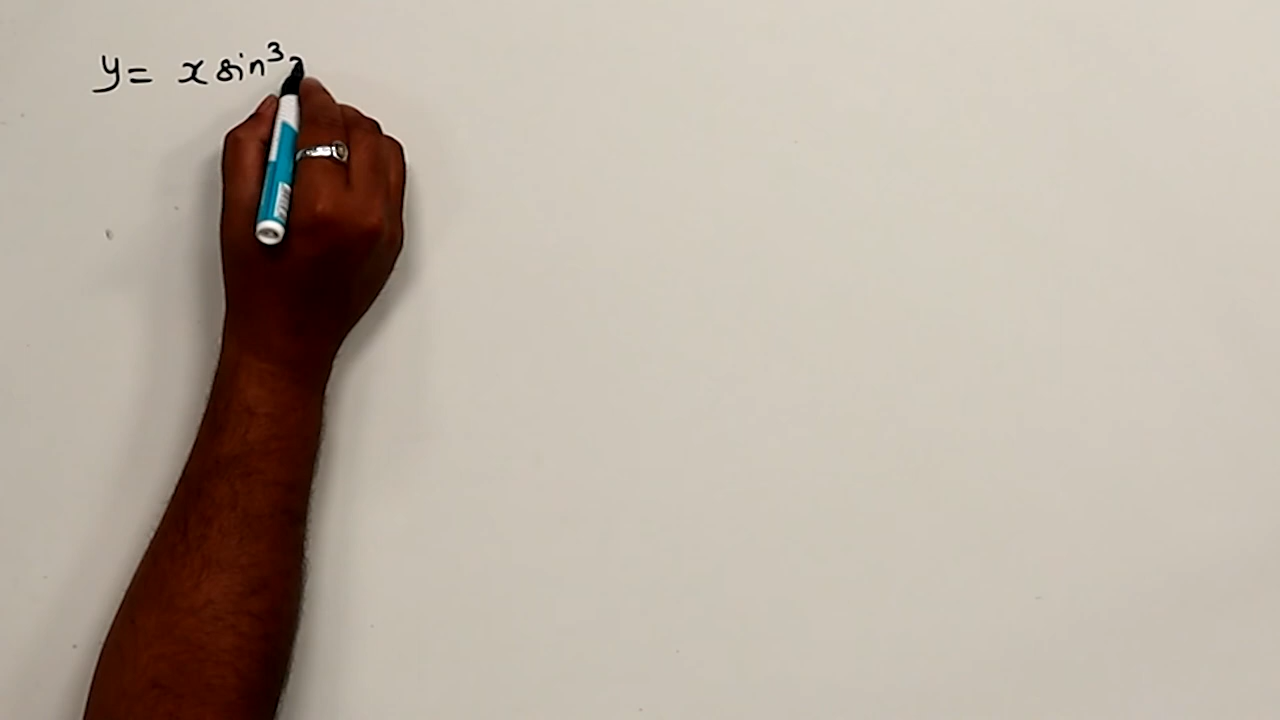 y = x sin³